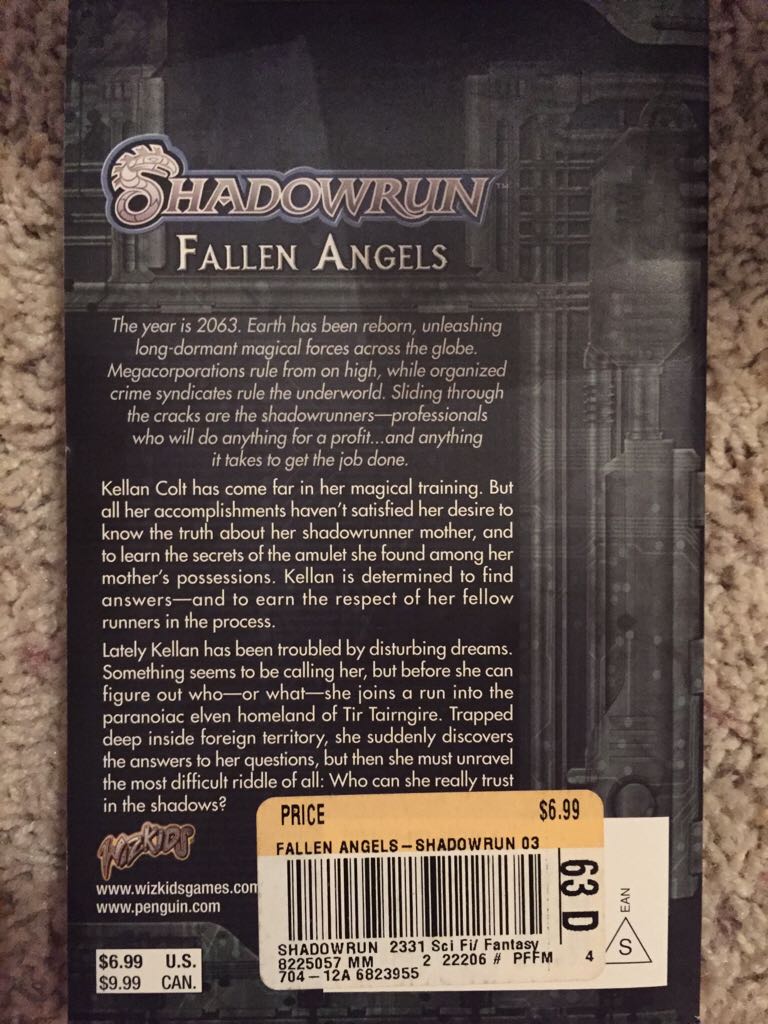 SHADOWRUN™
FALLEN ANGELS
The year is 2063. Earth has been reborn, unleashing
long-dormant magical forces across the globe.
Megacorporations rule from on high, while organized
crime syndicates rule the underworld. Sliding through
the cracks are the shadowrunners—professionals
who will do anything for a profit...and anything
it takes to get the job done.
Kellan Colt has come far in her magical training. But
all her accomplishments haven't satisfied her desire to
know the truth about her shadowrunner mother, and
to learn the secrets of the amulet she found among her
mother's possessions. Kellan is determined to find
answers—and to earn the respect of her fellow
runners in the process.
Lately Kellan has been troubled by disturbing dreams.
Something seems to be calling her, but before she can
figure out who—or what—she joins a run into the
paranoiac elven homeland of Tir Tairngire. Trapped
deep inside foreign territory, she suddenly discovers
the answers to her questions, but then she must unravel
the most difficult riddle of all: Who can she really trust
in the shadows?
WIZKIDS
www.wizkidsgames.com
www.penguin.com
$6.99 U.S.
$9.99 CAN.
PRICE $6.99
FALLEN ANGELS—SHADOWRUN 03
63 D
SHADOWRUN 2331 Sci Fi/ Fantasy
8225057 MM 2 22206 # PFFM 4
704-12A 6823955
EAN
S